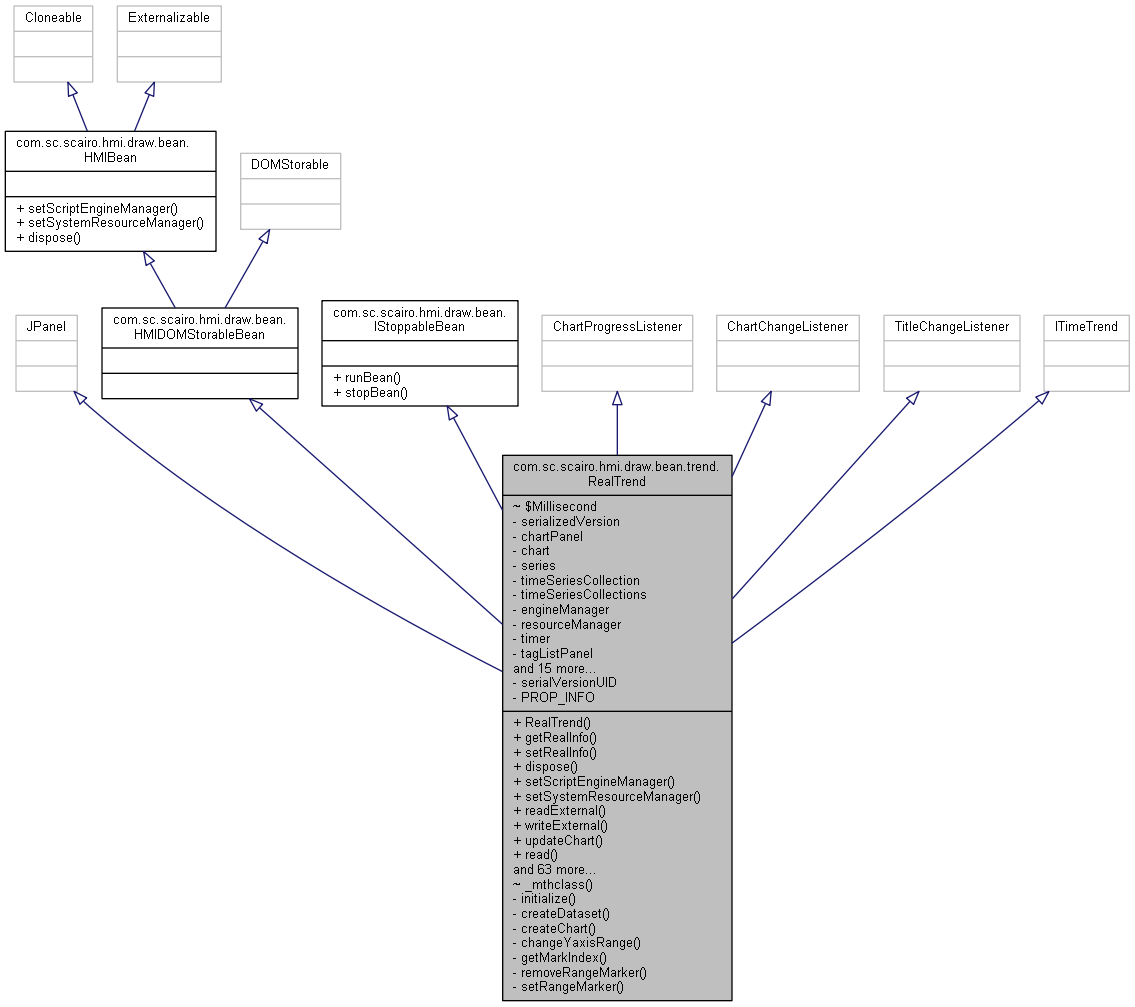 Cloneable
Externalizable
com.sc.scairo.hmi.draw.bean.
HMIBean
+ setScriptEngineManager()
+ setSystemResourceManager()
+ dispose()
DOMStorable
JPanel
com.sc.scairo.hmi.draw.bean.
HMIDOMStorableBean
com.sc.scairo.hmi.draw.bean.
IStoppableBean
+ runBean()
+ stopBean()
ChartProgressListener
ChartChangeListener
TitleChangeListener
ITimeTrend
com.sc.scairo.hmi.draw.bean.trend.
RealTrend
~ $Millisecond
- serializedVersion
- chartPanel
- chart
- series
- timeSeriesCollection
- timeSeriesCollections
- engineManager
- resourceManager
- timer
- tagListPanel
and 15 more...
- serialVersionUID
- PROP_INFO
+ RealTrend()
+ getRealInfo()
+ setRealInfo()
+ dispose()
+ setScriptEngineManager()
+ setSystemResourceManager()
+ readExternal()
+ writeExternal()
+ updateChart()
+ read()
and 63 more...
~ _mthclass()
- initialize()
- createDataset()
- createChart()
- changeYaxisRange()
- getMarkIndex()
- removeRangeMarker()
- setRangeMarker()